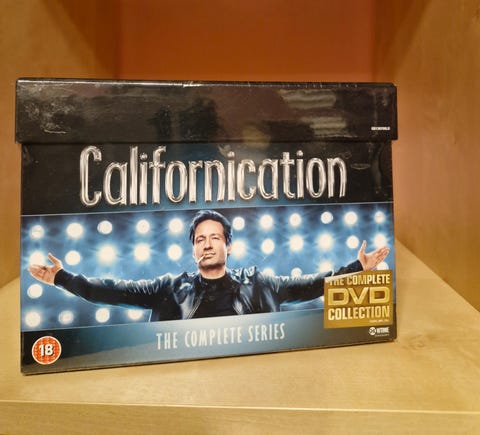 Californication
THE COMPLETE
DVD
COLLECTION
THE COMPLETE SERIES
SHOWTIME
18